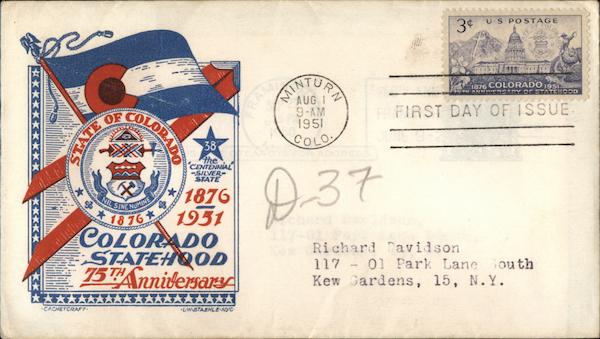 STATE OF COLORADO
NIL SINE NUMINE
1876
38
the
"CENTENNIAL"
-SILVER-
STATE
1876
1951
COLORADO
STATEHOOD
75TH Anniversary
-CACHETCRAFT-
-L.W.STAEHLE-NYC-
MINTURN
AUG 1
9-AM
1951
COLO.
3¢ U S POSTAGE
1876 COLORADO 1951
75TH ANNIVERSARY OF STATEHOOD
FIRST DAY OF ISSUE
D-37
Richard Davidson
117 - 01 Park Lane South
Kew Gardens, 15, N.Y.